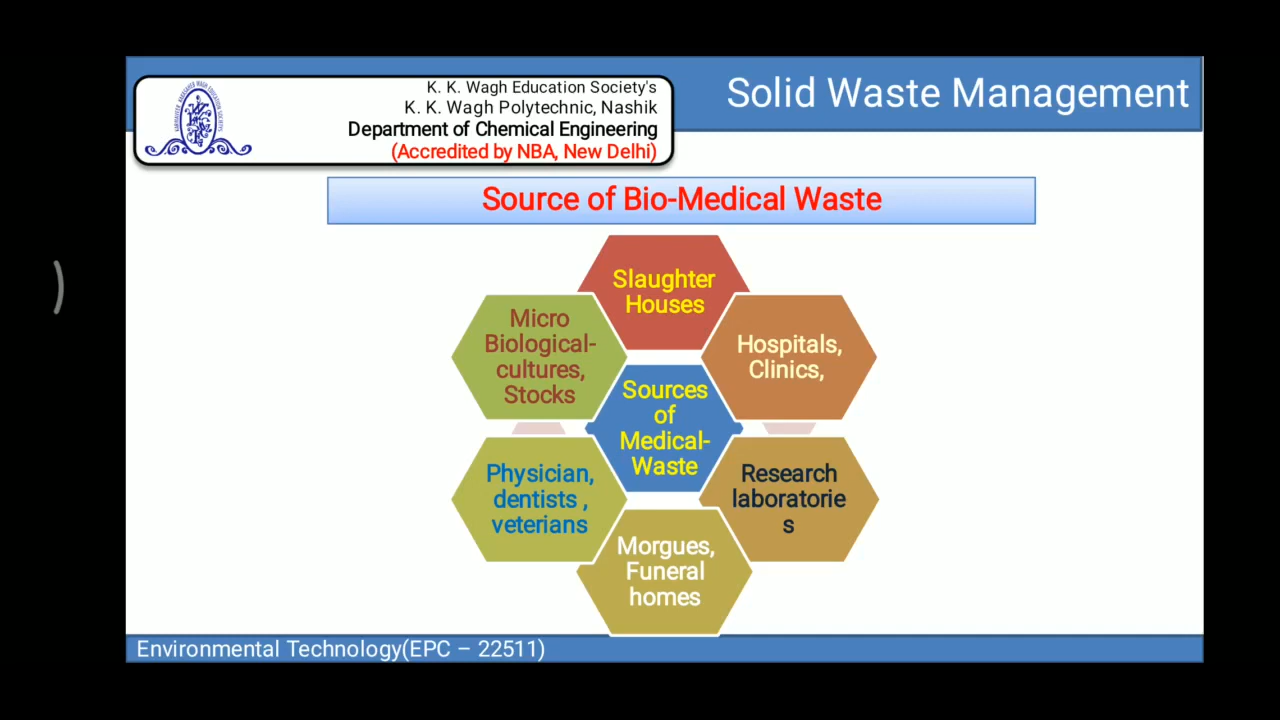 K. K. Wagh Education Society's
K. K. Wagh Polytechnic, Nashik
Department of Chemical Engineering
(Accredited by NBA, New Delhi)
Solid Waste Management
Source of Bio-Medical Waste
Slaughter
Houses
Micro
Biological-
cultures,
Stocks
Hospitals,
Clinics,
Sources
of
Medical-
Waste
Physician,
dentists ,
veterians
Research
laboratorie
s
Morgues,
Funeral
homes
Environmental Technology(EPC – 22511)